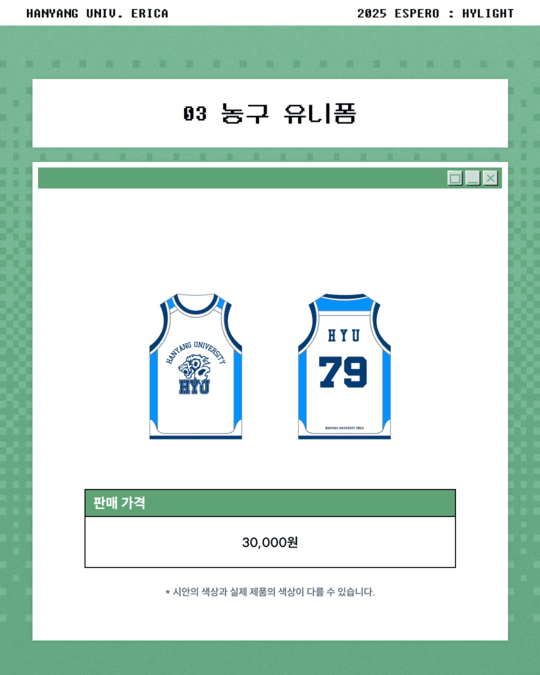 HANYANG UNIV. ERICA
2025 ESPERO : HYLIGHT
03 농구 유니폼
HANYANG UNIVERSITY
HYU
HYU
79
HANYANG UNIVERSITY ERICA
판매 가격
30,000원
* 시안의 색상과 실제 제품의 색상이 다를 수 있습니다.